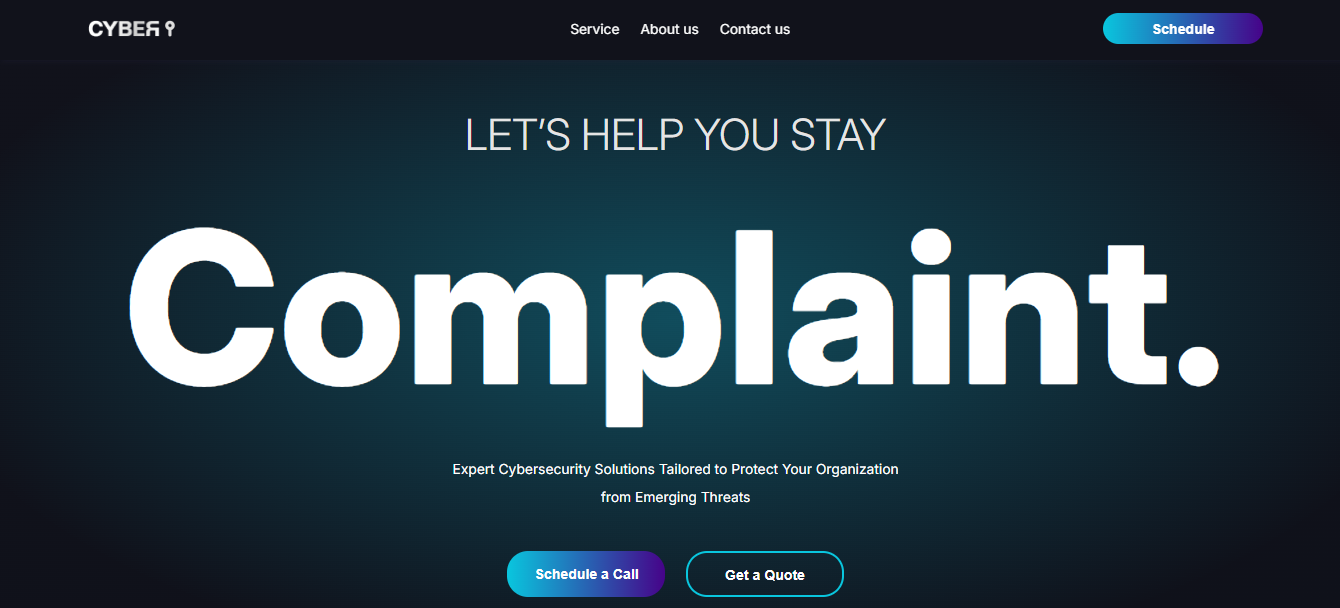 CYBER
Service About us Contact us
Schedule
LET’S HELP YOU STAY
Complaint.
Expert Cybersecurity Solutions Tailored to Protect Your Organization
from Emerging Threats
Schedule a Call
Get a Quote